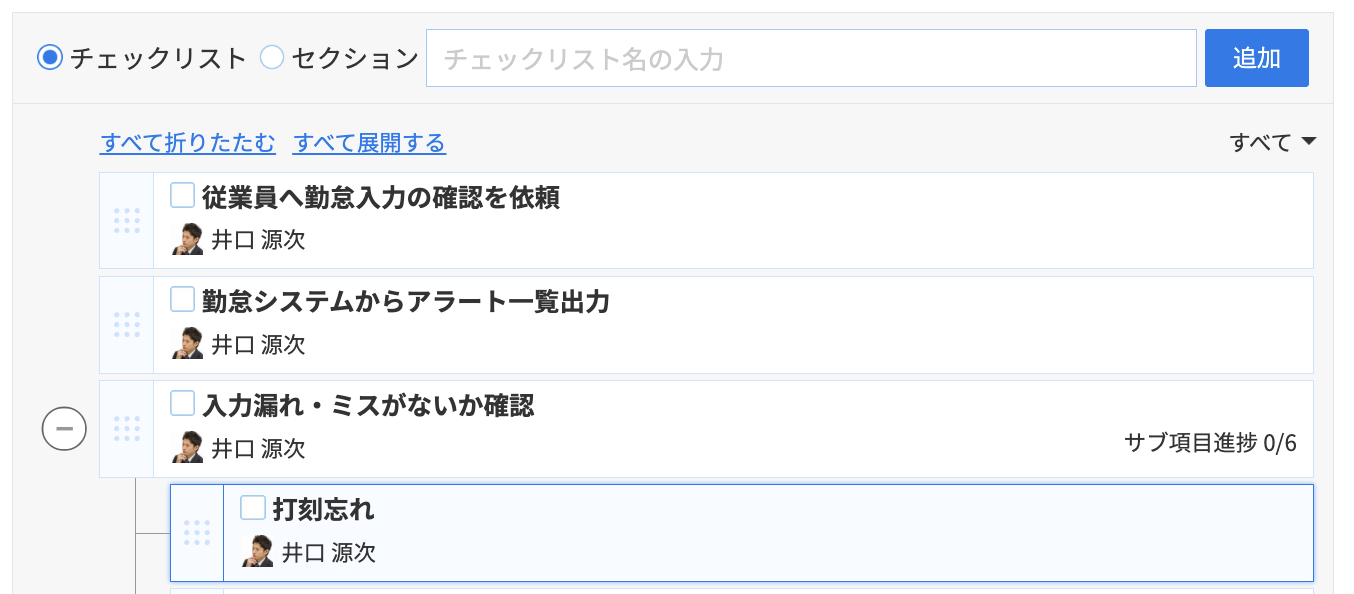 チェックリスト セクション チェックリスト名の入力 追加
すべて折りたたむ すべて展開する すべて
従業員へ勤怠入力の確認を依頼
井口 源次
勤怠システムからアラート一覧出力
井口 源次
入力漏れ・ミスがないか確認
井口 源次
サブ項目進捗 0/6
打刻忘れ
井口 源次